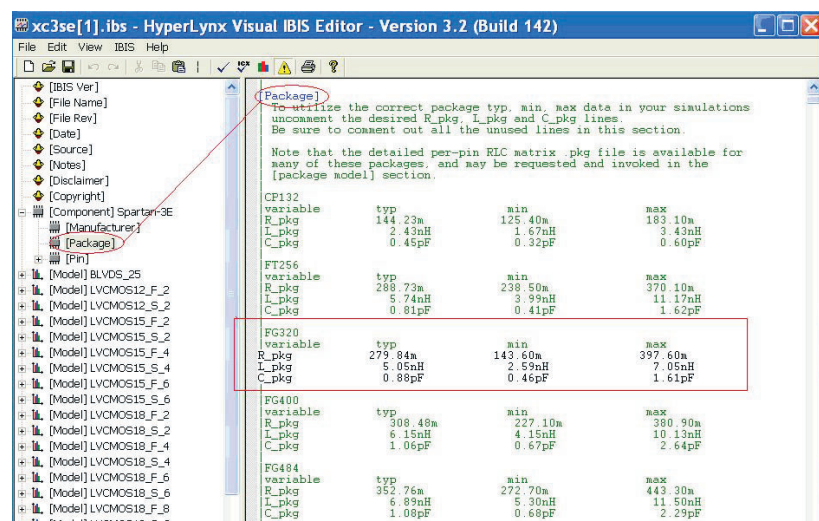 xc3se[1].ibs - HyperLynx Visual IBIS Editor - Version 3.2 (Build 142)
File Edit View IBIS Help
[IBIS Ver]
[File Name]
[File Rev]
[Date]
[Source]
[Notes]
[Disclaimer]
[Copyright]
[Component] Spartan-3E
[Manufacturer]
[Package]
[Pin]
[Model] BLVDS_25
[Model] LVCMOS12_F_2
[Model] LVCMOS12_S_2
[Model] LVCMOS15_F_2
[Model] LVCMOS15_S_2
[Model] LVCMOS15_F_4
[Model] LVCMOS15_S_4
[Model] LVCMOS15_F_6
[Model] LVCMOS15_S_6
[Model] LVCMOS18_F_2
[Model] LVCMOS18_S_2
[Model] LVCMOS18_F_4
[Model] LVCMOS18_S_4
[Model] LVCMOS18_F_6
[Model] LVCMOS18_S_6
[Model] LVCMOS18_F_8
[Package]
To utilize the correct package typ, min, max data in your simulations
uncomment the desired R_pkg, L_pkg and C_pkg lines.
Be sure to comment out all the unused lines in this section.
Note that the detailed per-pin RLC matrix .pkg file is available for
many of these packages, and may be requested and invoked in the
[package model] section.
|CP132
|variable typ min max
|R_pkg 144.23m 125.40m 183.10m
|L_pkg 2.43nH 1.67nH 3.43nH
|C_pkg 0.45pF 0.32pF 0.60pF
|FT256
|variable typ min max
|R_pkg 288.73m 238.50m 370.10m
|L_pkg 5.74nH 3.99nH 11.17nH
|C_pkg 0.81pF 0.41pF 1.62pF
|FG320
|variable typ min max
R_pkg 279.84m 143.60m 397.60m
L_pkg 5.05nH 2.59nH 7.05nH
C_pkg 0.88pF 0.46pF 1.61pF
|FG400
|variable typ min max
|R_pkg 308.48m 227.10m 380.90m
|L_pkg 6.15nH 4.15nH 10.13nH
|C_pkg 1.06pF 0.67pF 2.64pF
|FG484
|variable typ min max
|R_pkg 352.76m 272.70m 443.30m
|L_pkg 6.89nH 5.30nH 11.50nH
|C_pkg 1.08pF 0.68pF 2.29pF